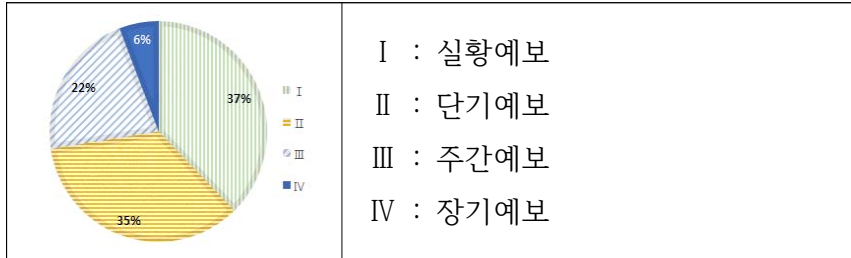 6%
22%
37%
35%
Ⅰ
Ⅱ
Ⅲ
Ⅳ
Ⅰ : 실황예보
Ⅱ : 단기예보
Ⅲ : 주간예보
Ⅳ : 장기예보